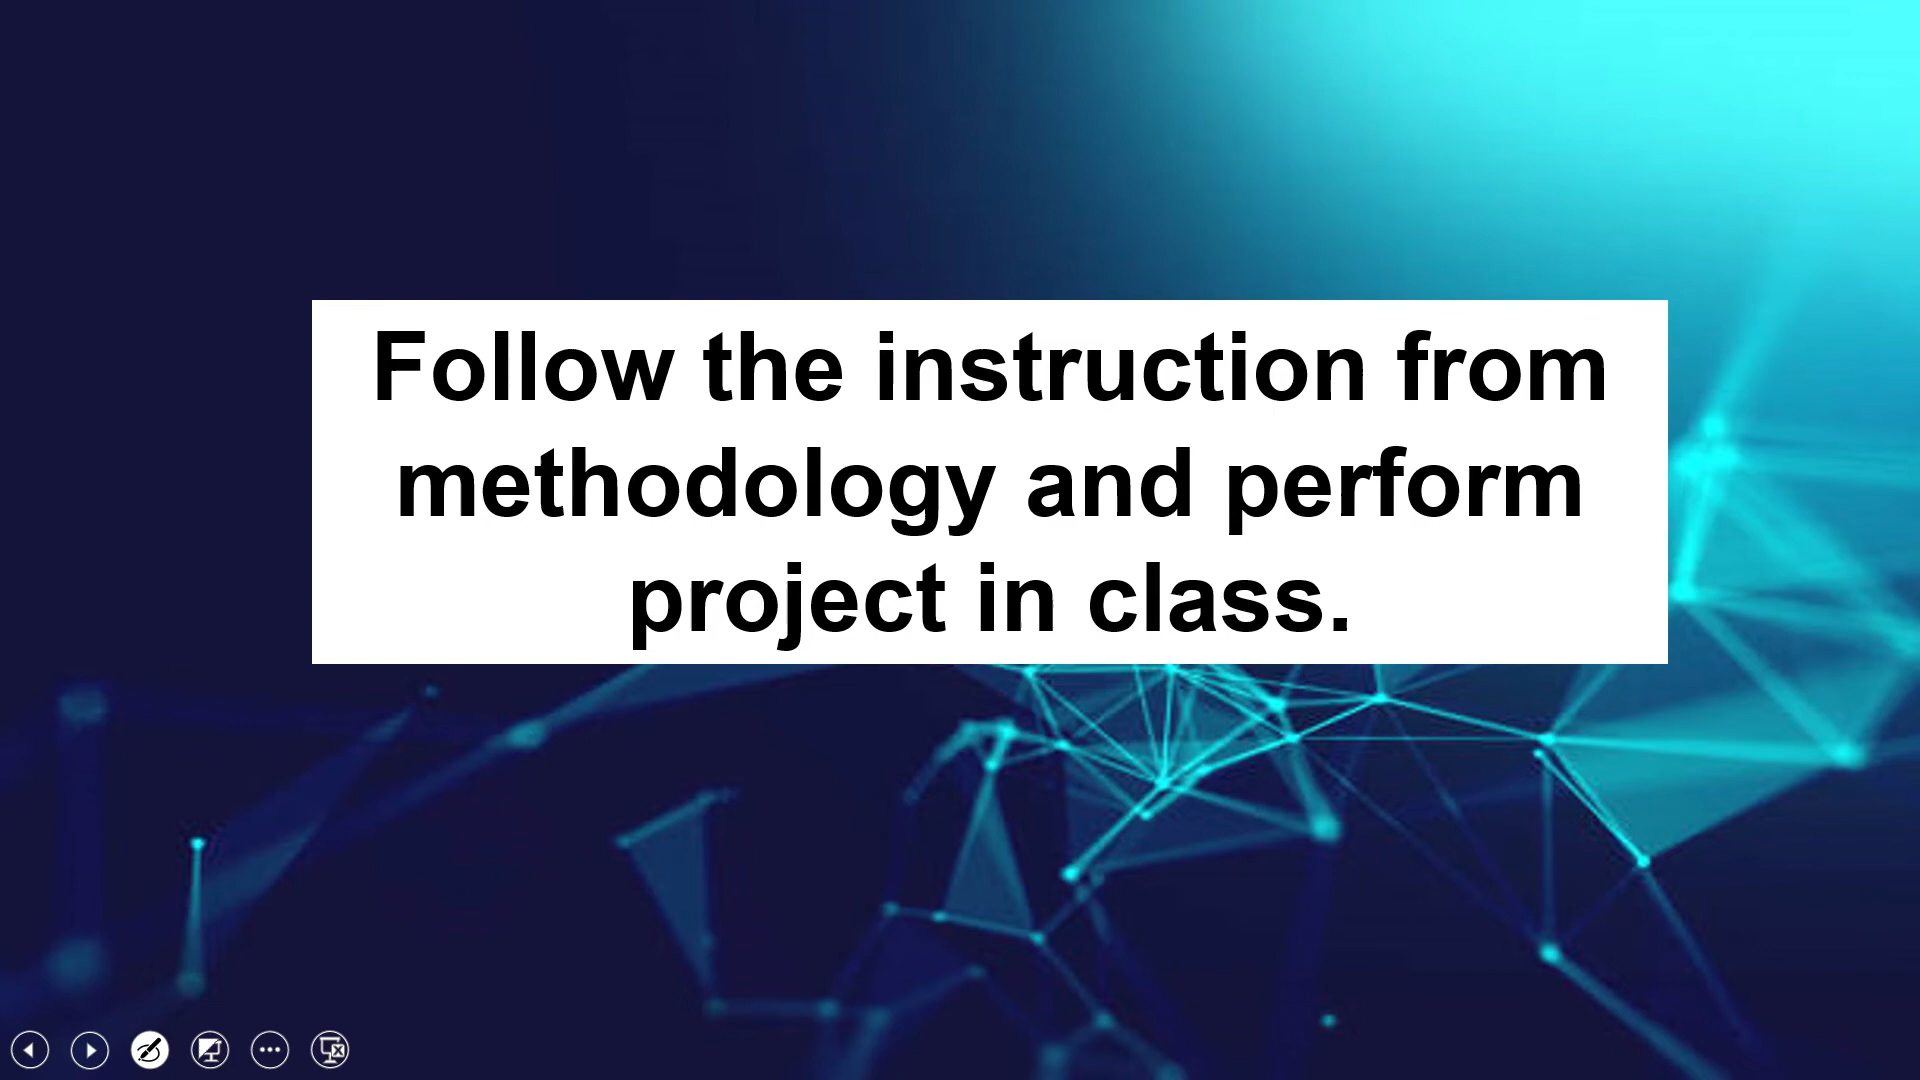 Follow the instruction from
methodology and perform
project in class.